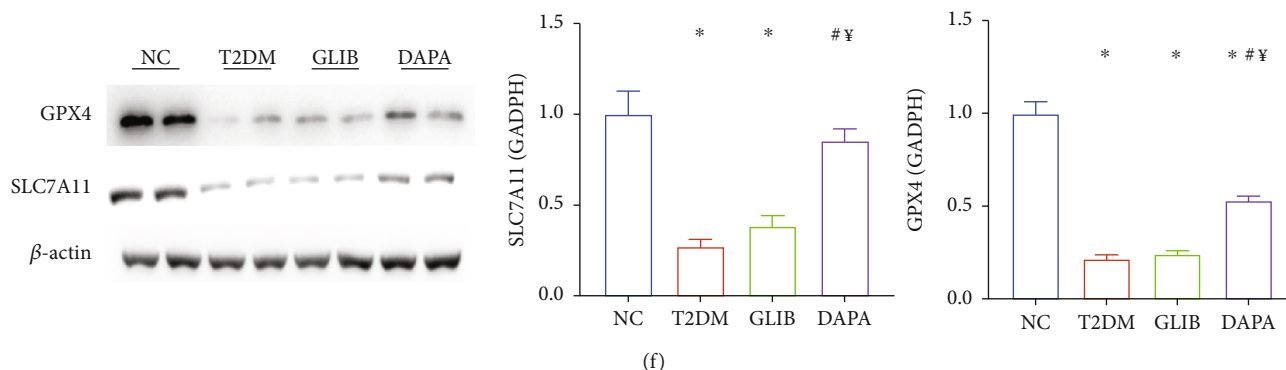 NC T2DM GLIB DAPA
GPX4
SLC7A11
β-actin
SLC7A11 (GADPH)
1.5
1.0
0.5
0.0
* * # ¥
NC T2DM GLIB DAPA
GPX4 (GADPH)
1.5
1.0
0.5
0.0
* * * # ¥
NC T2DM GLIB DAPA
(f)